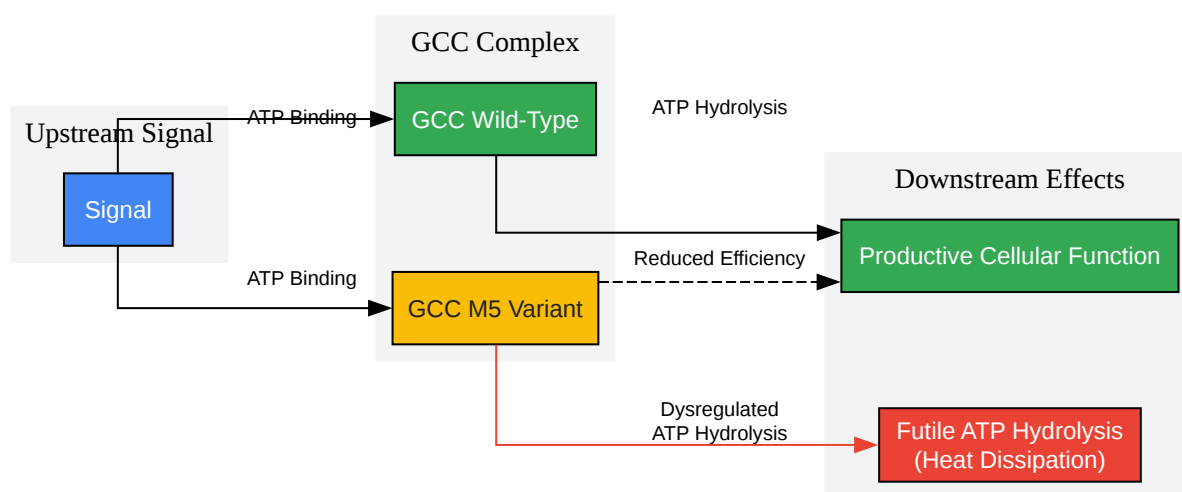 GCC Complex
Upstream Signal
ATP Binding
GCC Wild-Type
ATP Hydrolysis
Signal
Downstream Effects
Productive Cellular Function
Reduced Efficiency
ATP Binding
GCC M5 Variant
Dysregulated
ATP Hydrolysis
Futile ATP Hydrolysis
(Heat Dissipation)